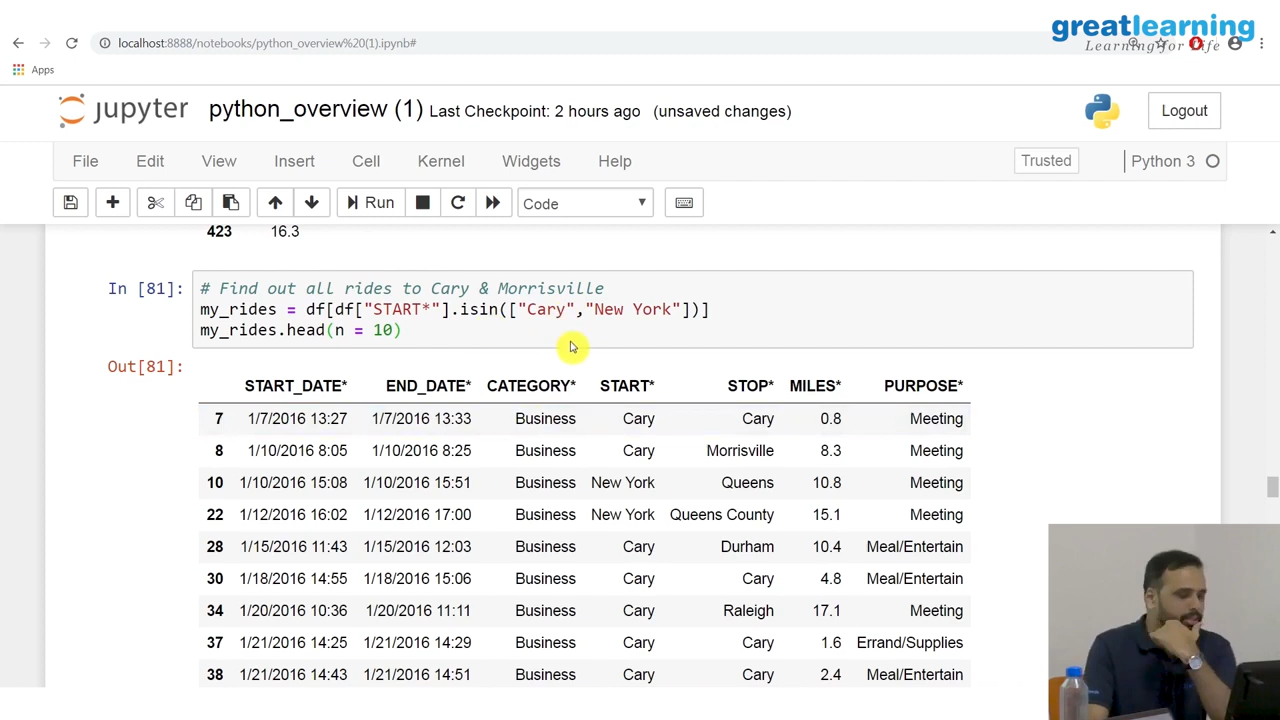 greatlearning
Learning for Life
localhost:8888/notebooks/python_overview%20(1).ipynb#
Apps
jupyter python_overview (1) Last Checkpoint: 2 hours ago (unsaved changes) Logout
File Edit View Insert Cell Kernel Widgets Help Trusted Python 3
Run Code
423 16.3
In [81]: # Find out all rides to Cary & Morrisville
my_rides = df[df["START*"].isin(["Cary","New York"])]
my_rides.head(n = 10)
Out[81]:
START_DATE* END_DATE* CATEGORY* START* STOP* MILES* PURPOSE*
7 1/7/2016 13:27 1/7/2016 13:33 Business Cary Cary 0.8 Meeting
8 1/10/2016 8:05 1/10/2016 8:25 Business Cary Morrisville 8.3 Meeting
10 1/10/2016 15:08 1/10/2016 15:51 Business New York Queens 10.8 Meeting
22 1/12/2016 16:02 1/12/2016 17:00 Business New York Queens County 15.1 Meeting
28 1/15/2016 11:43 1/15/2016 12:03 Business Cary Durham 10.4 Meal/Entertain
30 1/18/2016 14:55 1/18/2016 15:06 Business Cary Cary 4.8 Meal/Entertain
34 1/20/2016 10:36 1/20/2016 11:11 Business Cary Raleigh 17.1 Meeting
37 1/21/2016 14:25 1/21/2016 14:29 Business Cary Cary 1.6 Errand/Supplies
38 1/21/2016 14:43 1/21/2016 14:51 Business Cary Cary 2.4 Meal/Entertain